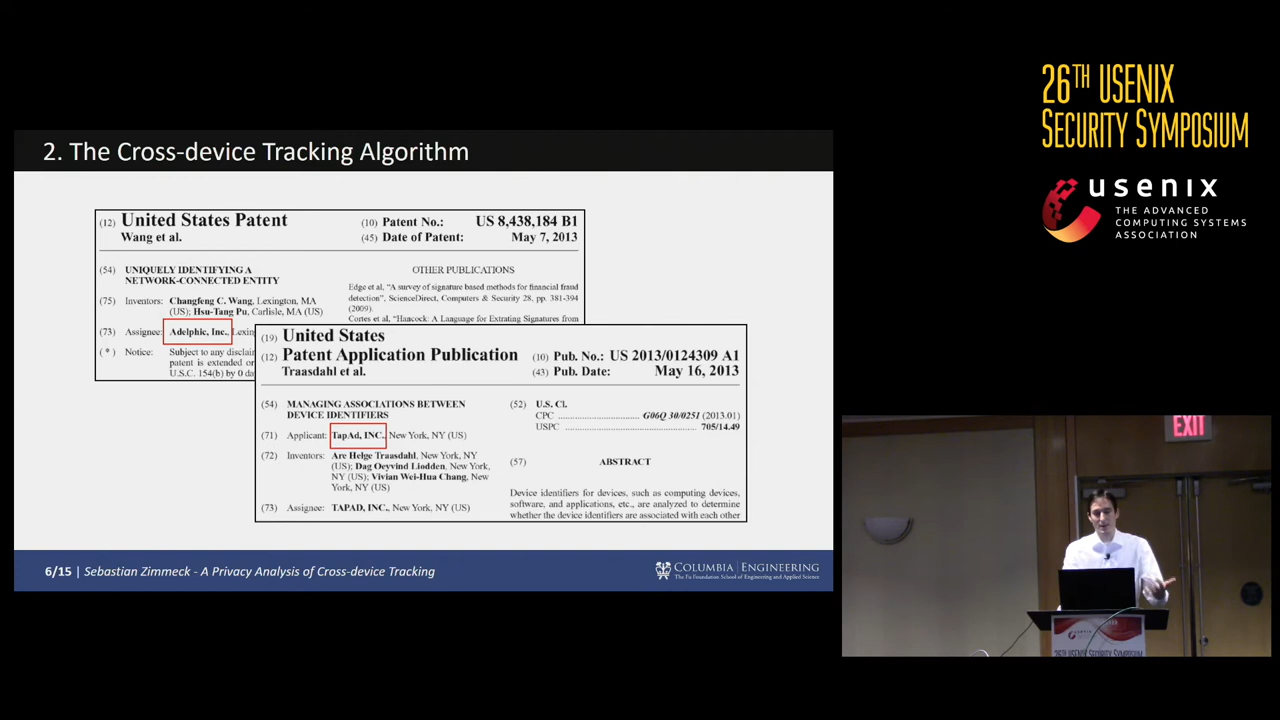 26TH USENIX
SECURITY SYMPOSIUM
usenix
THE ADVANCED
COMPUTING SYSTEMS
ASSOCIATION
2. The Cross-device Tracking Algorithm
(12) United States Patent
Wang et al.
(10) Patent No.: US 8,438,184 B1
(45) Date of Patent: May 7, 2013
(54) UNIQUELY IDENTIFYING A
NETWORK-CONNECTED ENTITY
(75) Inventors: Changfeng C. Wang, Lexington, MA
(US); Hsu-Tang Pu, Carlisle, MA (US)
(73) Assignee: Adelphic, Inc., Lexing
(*) Notice: Subject to any disclai
patent is extended or
U.S.C. 154(b) by 0 da
OTHER PUBLICATIONS
Edge et al, "A survey of signature based methods for financial fraud
detection", ScienceDirect, Computers & Security 28, pp. 381-394
(2009).
Cortes et al, "Hancock: A Language for Extrating Signatures from
(19) United States
(12) Patent Application Publication
Traasdahl et al.
(10) Pub. No.: US 2013/0124309 A1
(43) Pub. Date: May 16, 2013
(54) MANAGING ASSOCIATIONS BETWEEN
DEVICE IDENTIFIERS
(71) Applicant: TapAd, INC., New York, NY (US)
(72) Inventors: Are Helge Traasdahl, New York, NY
(US); Dag Oeyvind Liodden, New York,
NY (US); Vivian Wei-Hua Chang, New
York, NY (US)
(73) Assignee: TAPAD, INC., New York, NY (US)
(52) U.S. Cl.
CPC .................................... G06Q 30/0251 (2013.01)
USPC ....................................................... 705/14.49
(57) ABSTRACT
Device identifiers for devices, such as computing devices,
software, and applications, etc., are analyzed to determine
whether the device identifiers are associated with each other
6/15 | Sebastian Zimmeck - A Privacy Analysis of Cross-device Tracking
COLUMBIA | ENGINEERING
The Fu Foundation School of Engineering and Applied Science
EXIT
usenix
26TH USENIX SECURITY SYMPOSIUM